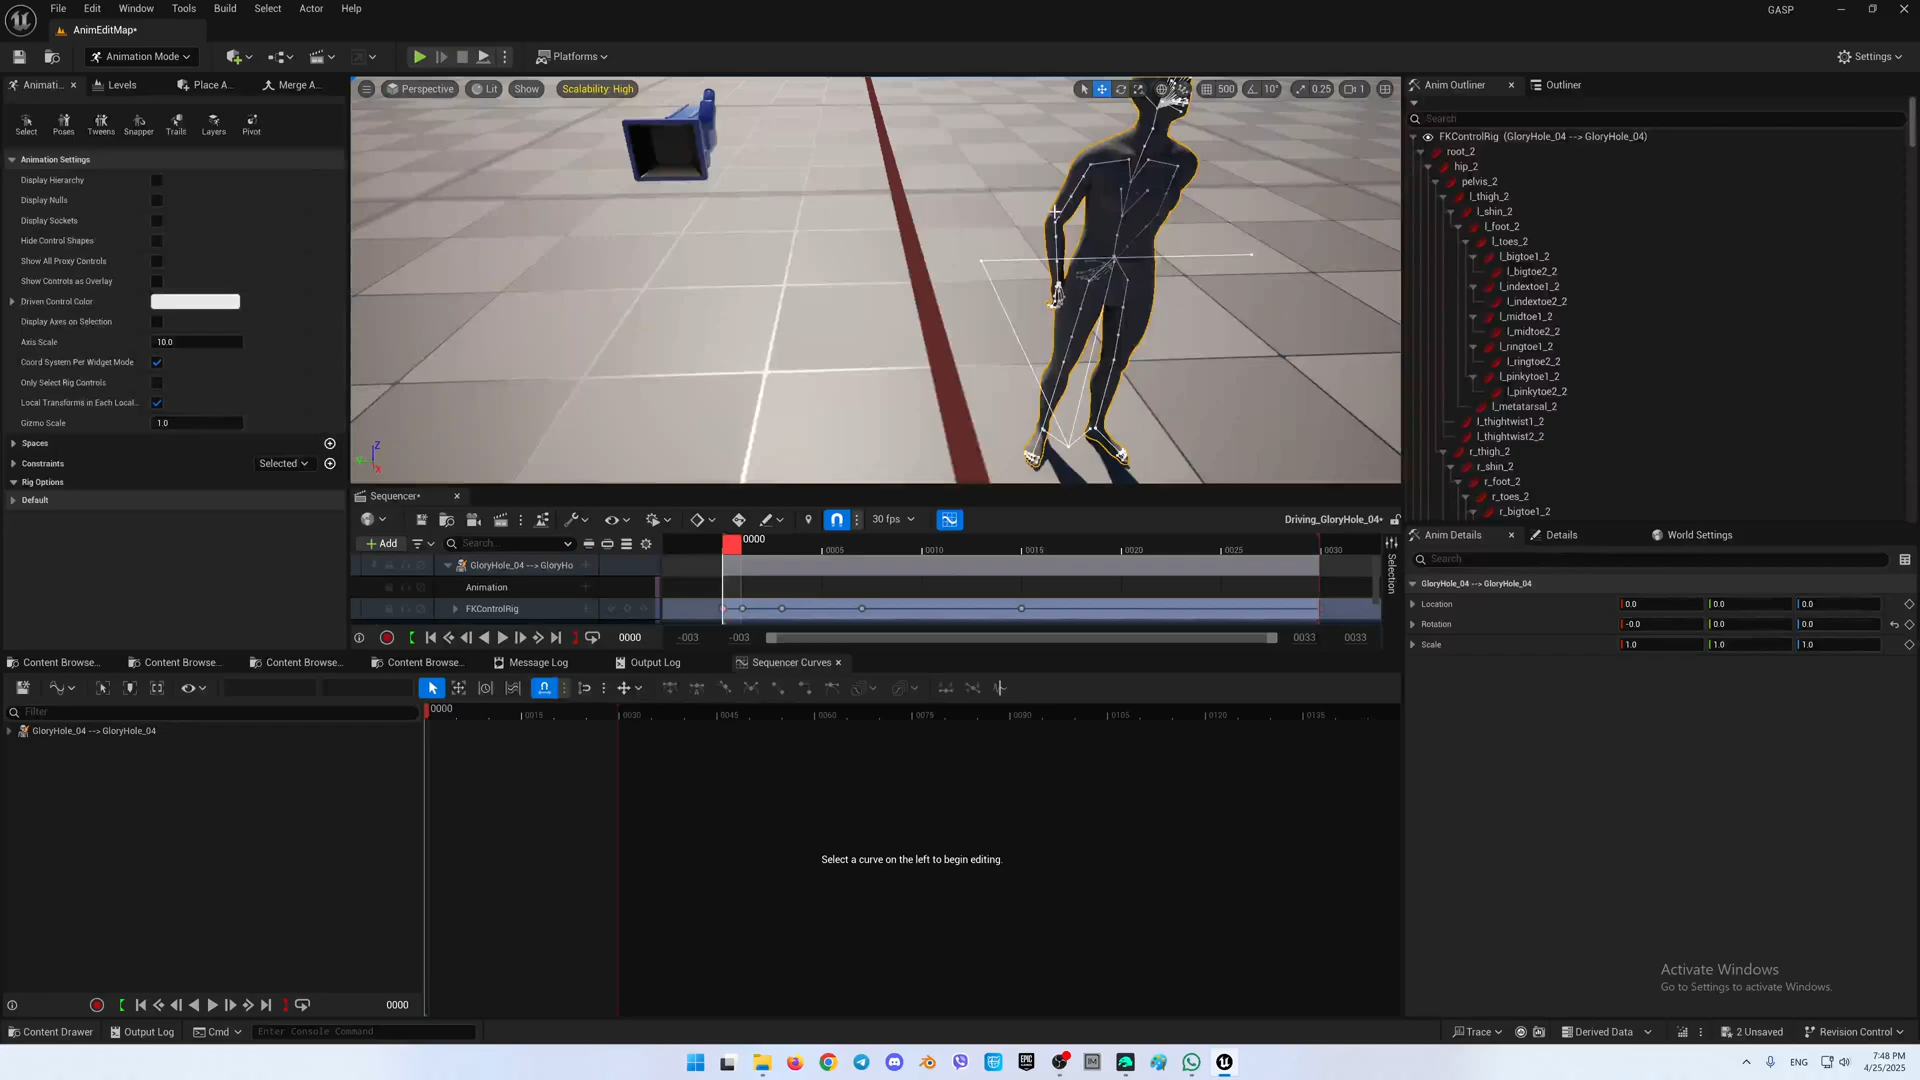 File Edit Window Tools Build Select Actor Help
GASP
AnimEditMap*
Animation Mode
Platforms
Settings
Animati...
Levels
Place A...
Merge A...
Perspective
Lit
Show
Scalability: High
500
10°
0.25
1
Anim Outliner
Outliner
Select Poses Tweens Snapper Trails Layers Pivot
Search
Animation Settings
Display Hierarchy
Display Nulls
Display Sockets
Hide Control Shapes
Show All Proxy Controls
Show Controls as Overlay
Driven Control Color
Display Axes on Selection
Axis Scale 10.0
Coord System Per Widget Mode
Only Select Rig Controls
Local Transforms in Each Local...
Gizmo Scale 1.0
Spaces
Constraints Selected
Rig Options
Default
Z
X
FKControlRig (GloryHole_04 --> GloryHole_04)
root_2
hip_2
pelvis_2
l_thigh_2
l_shin_2
l_foot_2
l_toes_2
l_bigtoe1_2
l_bigtoe2_2
l_indextoe1_2
l_indextoe2_2
l_midtoe1_2
l_midtoe2_2
l_ringtoe1_2
l_ringtoe2_2
l_pinkytoe1_2
l_pinkytoe2_2
l_metatarsal_2
l_thightwist1_2
l_thightwist2_2
r_thigh_2
r_shin_2
r_foot_2
r_toes_2
r_bigtoe1_2
Sequencer*
30 fps
Driving_GloryHole_04*
Add
Search...
0000
0005 0010 0015 0020 0025 0030
Selection
GloryHole_04 --> GloryHo
Animation
FKControlRig
0000
-003 -003
0033 0033
Anim Details
Details
World Settings
Search
GloryHole_04 --> GloryHole_04
Location 0.0 0.0 0.0
Rotation -0.0 0.0 0.0
Scale 1.0 1.0 1.0
Content Browse...
Content Browse...
Content Browse...
Content Browse...
Message Log
Output Log
Sequencer Curves
Filter
0000
0015 0030 0045 0060 0075 0090 0105 0120 0135
GloryHole_04 --> GloryHole_04
Select a curve on the left to begin editing.
Activate Windows
Go to Settings to activate Windows.
0000
Content Drawer
Output Log
Cmd
Enter Console Command
Trace
Derived Data
2 Unsaved
Revision Control
ENG
7:48 PM
4/25/2025